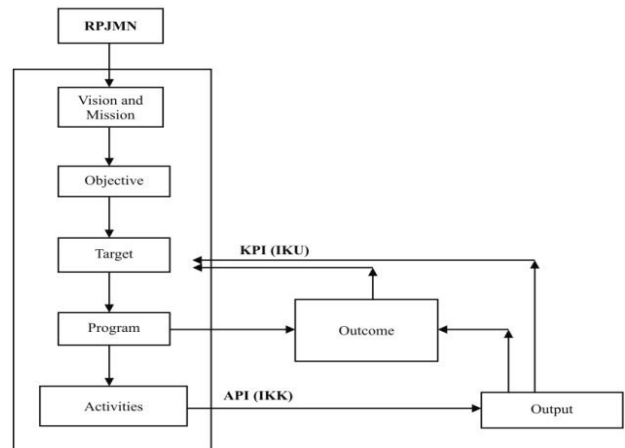 RPJMN
Vision and
Mission
Objective
Target
KPI (IKU)
Program
Outcome
Activities
API (IKK)
Output